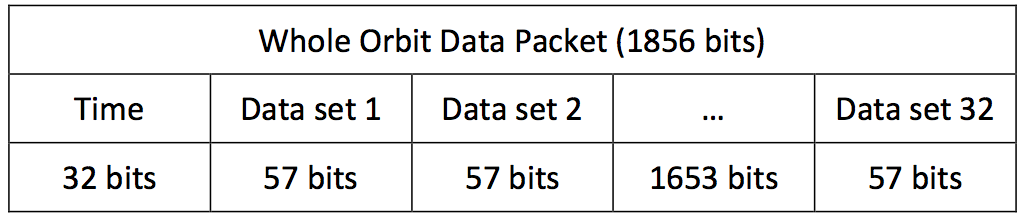 Whole Orbit Data Packet (1856 bits)
Time Data set 1 Data set 2 ... Data set 32
32 bits 57 bits 57 bits 1653 bits 57 bits